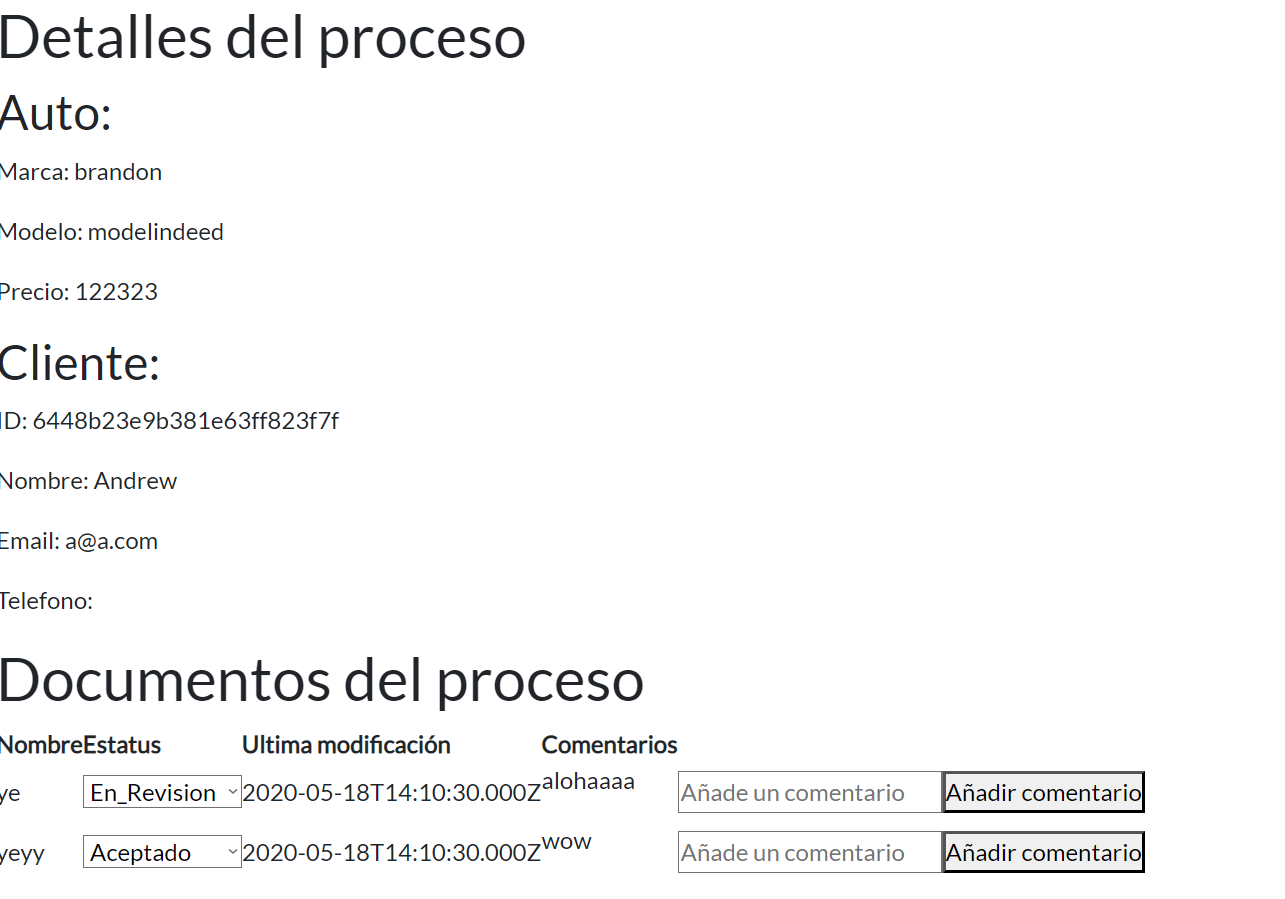 Detalles del proceso
Auto:
Marca: brandon
Modelo: modelindeed
Precio: 122323
Cliente:
ID: 6448b23e9b381e63ff823f7f
Nombre: Andrew
Email: a@a.com
Telefono:
Documentos del proceso
Nombre Estatus Ultima modificación Comentarios
ye En_Revision 2020-05-18T14:10:30.000Z alohaaaa Añade un comentario Añadir comentario
yeyy Aceptado 2020-05-18T14:10:30.000Z wow Añade un comentario Añadir comentario